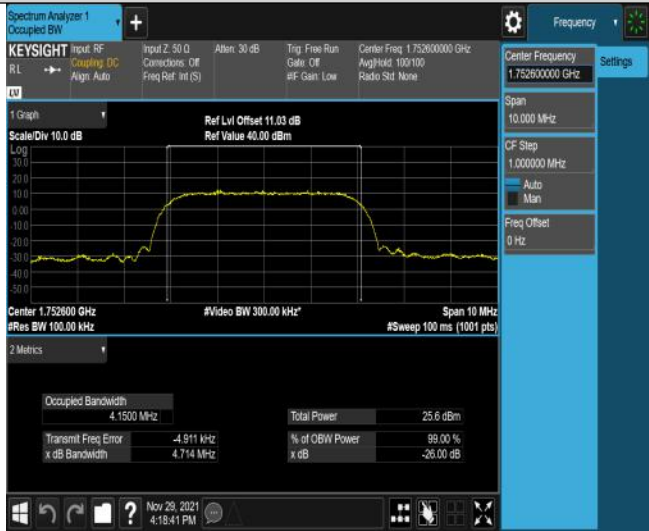 Spectrum Analyzer 1
Occupied BW
Frequency
KEYSIGHT
RL
Input: RF
Coupling: DC
Align: Auto
Input Z: 50 Ω
Corrections: Off
Freq Ref: Int (S)
Atten: 30 dB
Trig: Free Run
Gate: Off
#IF Gain: Low
Center Freq: 1.752600000 GHz
Avg|Hold: 100/100
Radio Std: None
LW
1 Graph
Scale/Div 10.0 dB
Ref Lvl Offset 11.03 dB
Ref Value 40.00 dBm
Log
30.0
20.0
10.0
0.00
-10.0
-20.0
-30.0
-40.0
-50.0
Center 1.752600 GHz
#Res BW 100.00 kHz
#Video BW 300.00 kHz*
Span 10 MHz
#Sweep 100 ms (1001 pts)
2 Metrics
Occupied Bandwidth
4.1500 MHz
Transmit Freq Error -4.911 kHz
x dB Bandwidth 4.714 MHz
Total Power 25.6 dBm
% of OBW Power 99.00 %
x dB -26.00 dB
Center Frequency
1.752600000 GHz
Settings
Span
10.000 MHz
CF Step
1.000000 MHz
Auto
Man
Freq Offset
0 Hz
?
Nov 29, 2021
4:18:41 PM